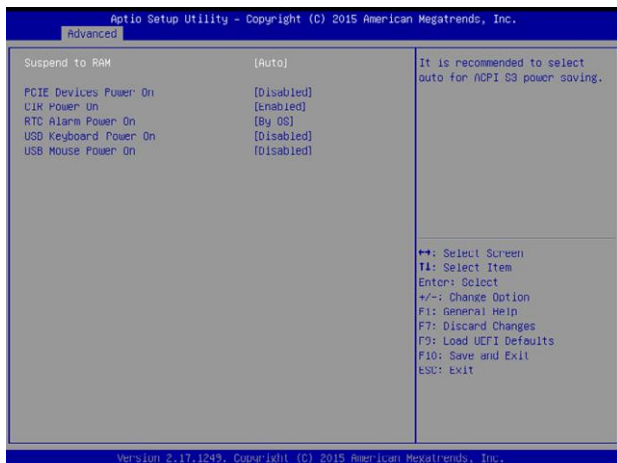 Aptio Setup Utility - Copyright (C) 2015 American Megatrends, Inc.
Advanced
Suspend to RAM [Auto]
PCIE Devices Power On [Disabled]
CIR Power On [Enabled]
RTC Alarm Power On [By OS]
USB Keyboard Power On [Disabled]
USB Mouse Power On [Disabled]
It is recommended to select
auto for ACPI S3 power saving.
↔: Select Screen
↑↓: Select Item
Enter: Select
+/-: Change Option
F1: General Help
F7: Discard Changes
F9: Load UEFI Defaults
F10: Save and Exit
ESC: Exit
Version 2.17.1249. Copyright (C) 2015 American Megatrends, Inc.